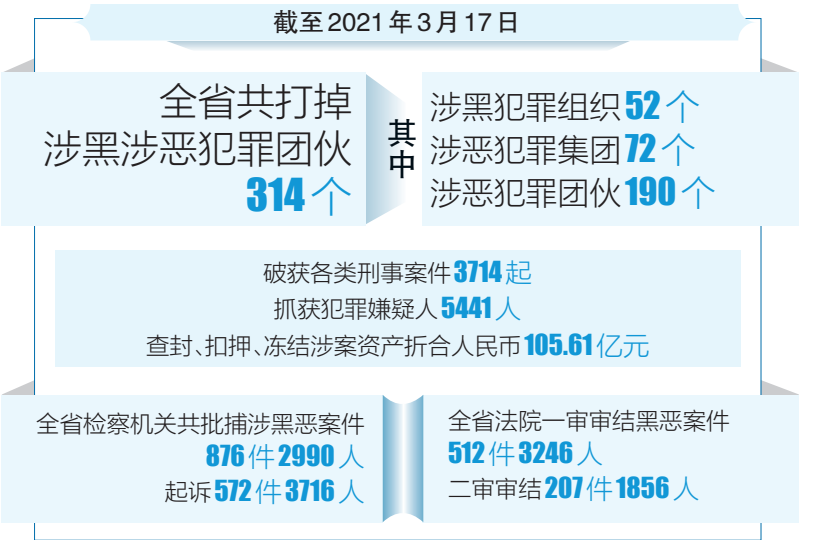 截至2021年3月17日
全省共打掉
涉黑涉恶犯罪团伙
314个
其中
涉黑犯罪组织52个
涉恶犯罪集团72个
涉恶犯罪团伙190个
破获各类刑事案件3714起
抓获犯罪嫌疑人5441人
查封、扣押、冻结涉案资产折合人民币105.61亿元
全省检察机关共批捕涉黑恶案件
876件2990人
起诉572件3716人
全省法院一审审结黑恶案件
512件3246人
二审审结207件1856人